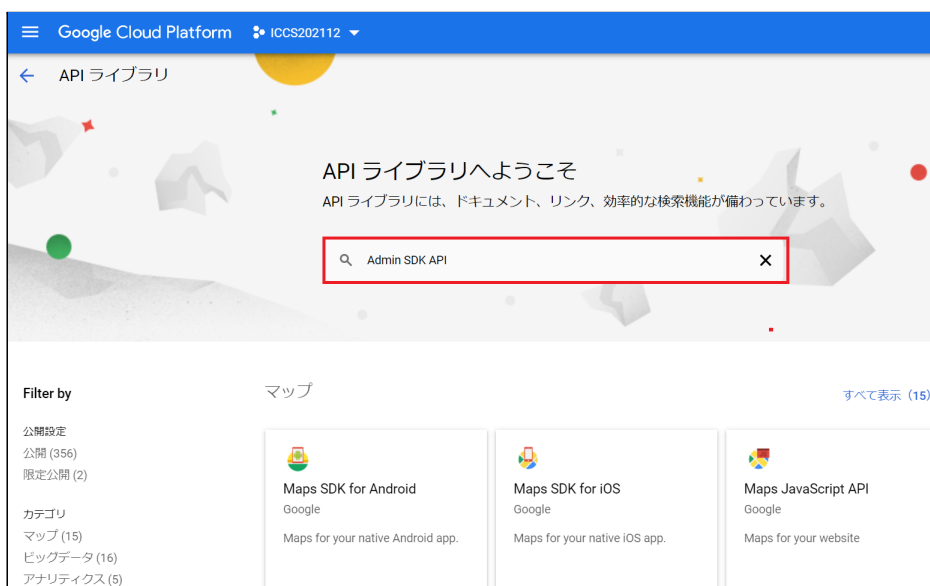 Google Cloud Platform ICCS202112
API ライブラリ
API ライブラリへようこそ
API ライブラリには、ドキュメント、リンク、効率的な検索機能が備わっています。
Admin SDK API
Filter by
公開設定
公開 (356)
限定公開 (2)
カテゴリ
マップ (15)
ビッグデータ (16)
アナリティクス (5)
マップ
すべて表示（15）
Maps SDK for Android
Google
Maps for your native Android app.
Maps SDK for iOS
Google
Maps for your native iOS app.
Maps JavaScript API
Google
Maps for your website